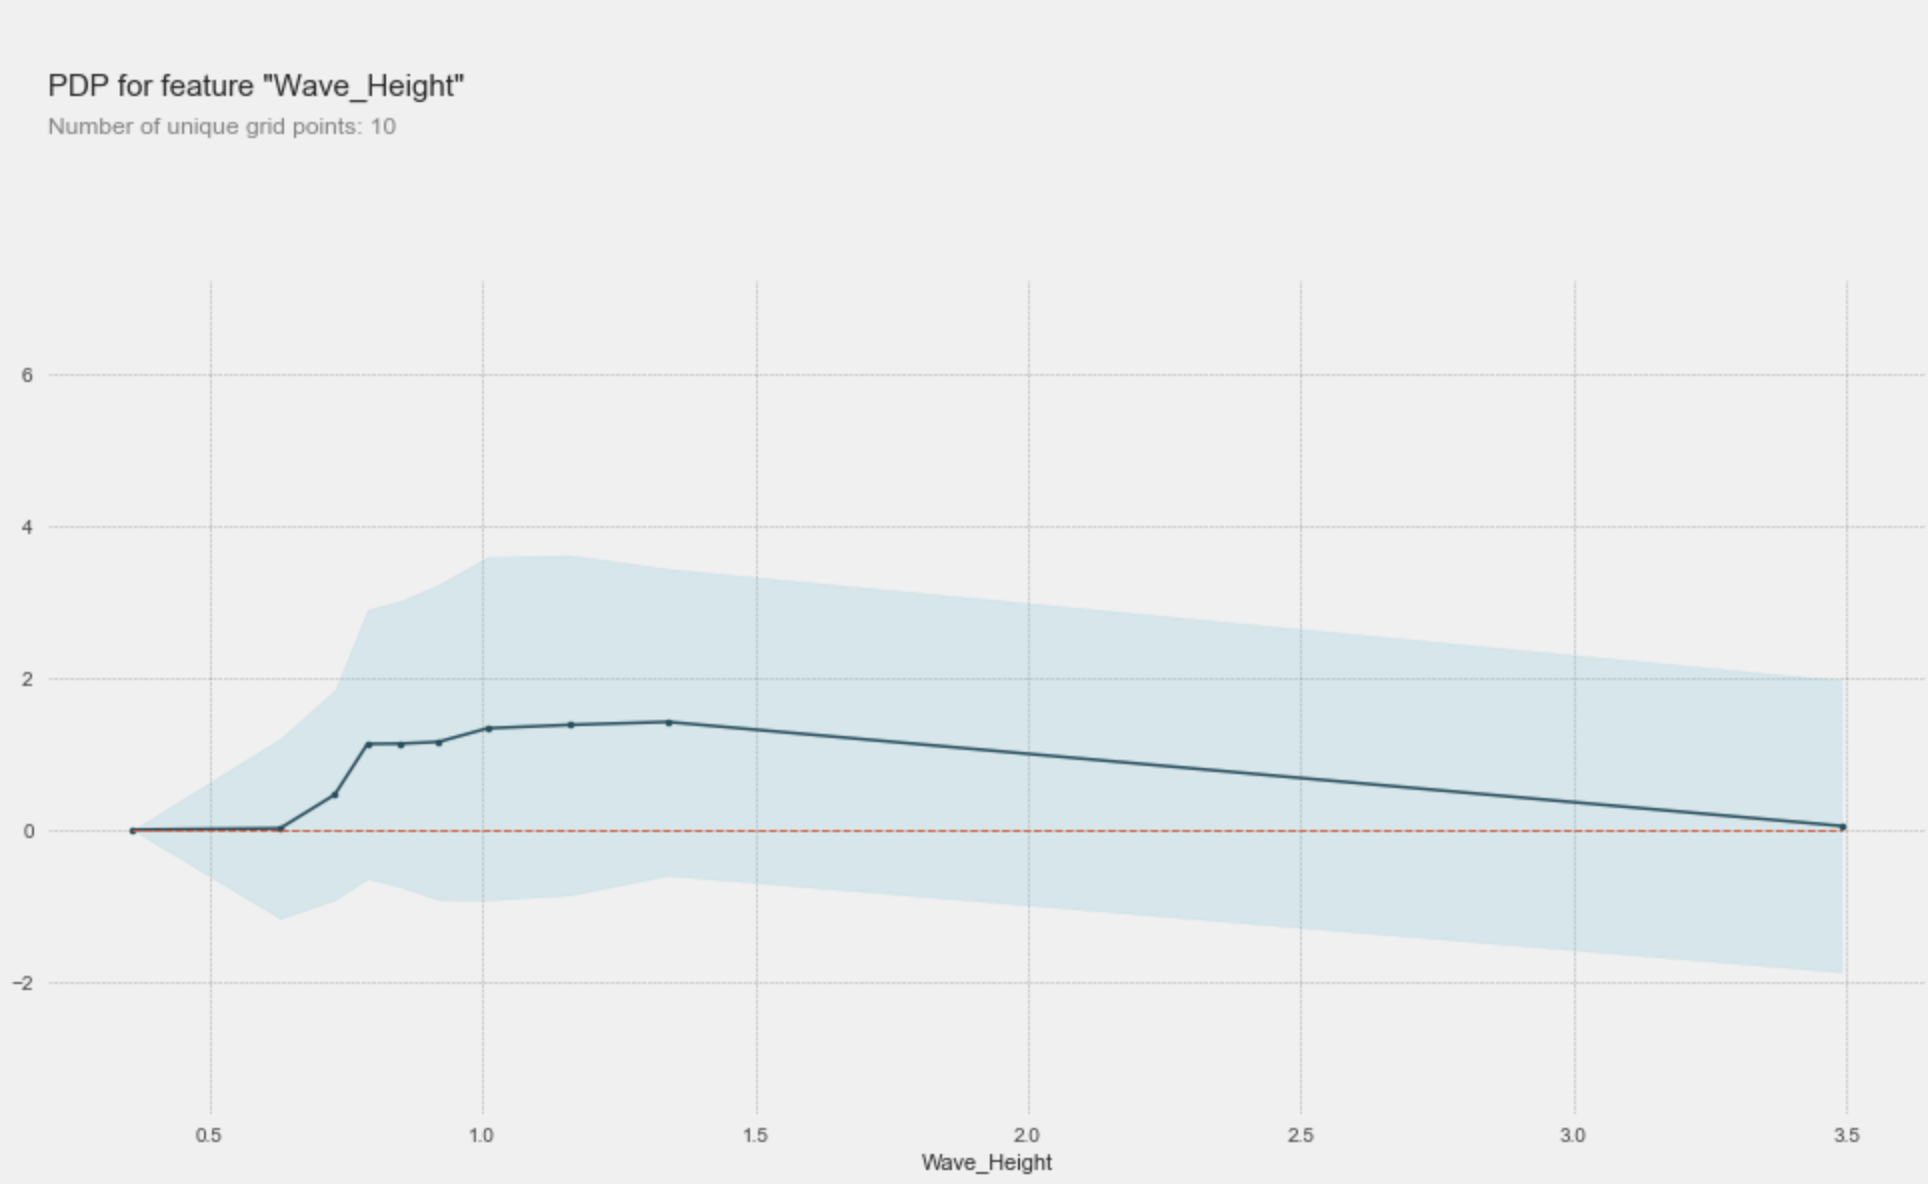 PDP for feature "Wave_Height"
Number of unique grid points: 10
6
4
2
0
−2
0.5 1.0 1.5 2.0 2.5 3.0 3.5
Wave_Height